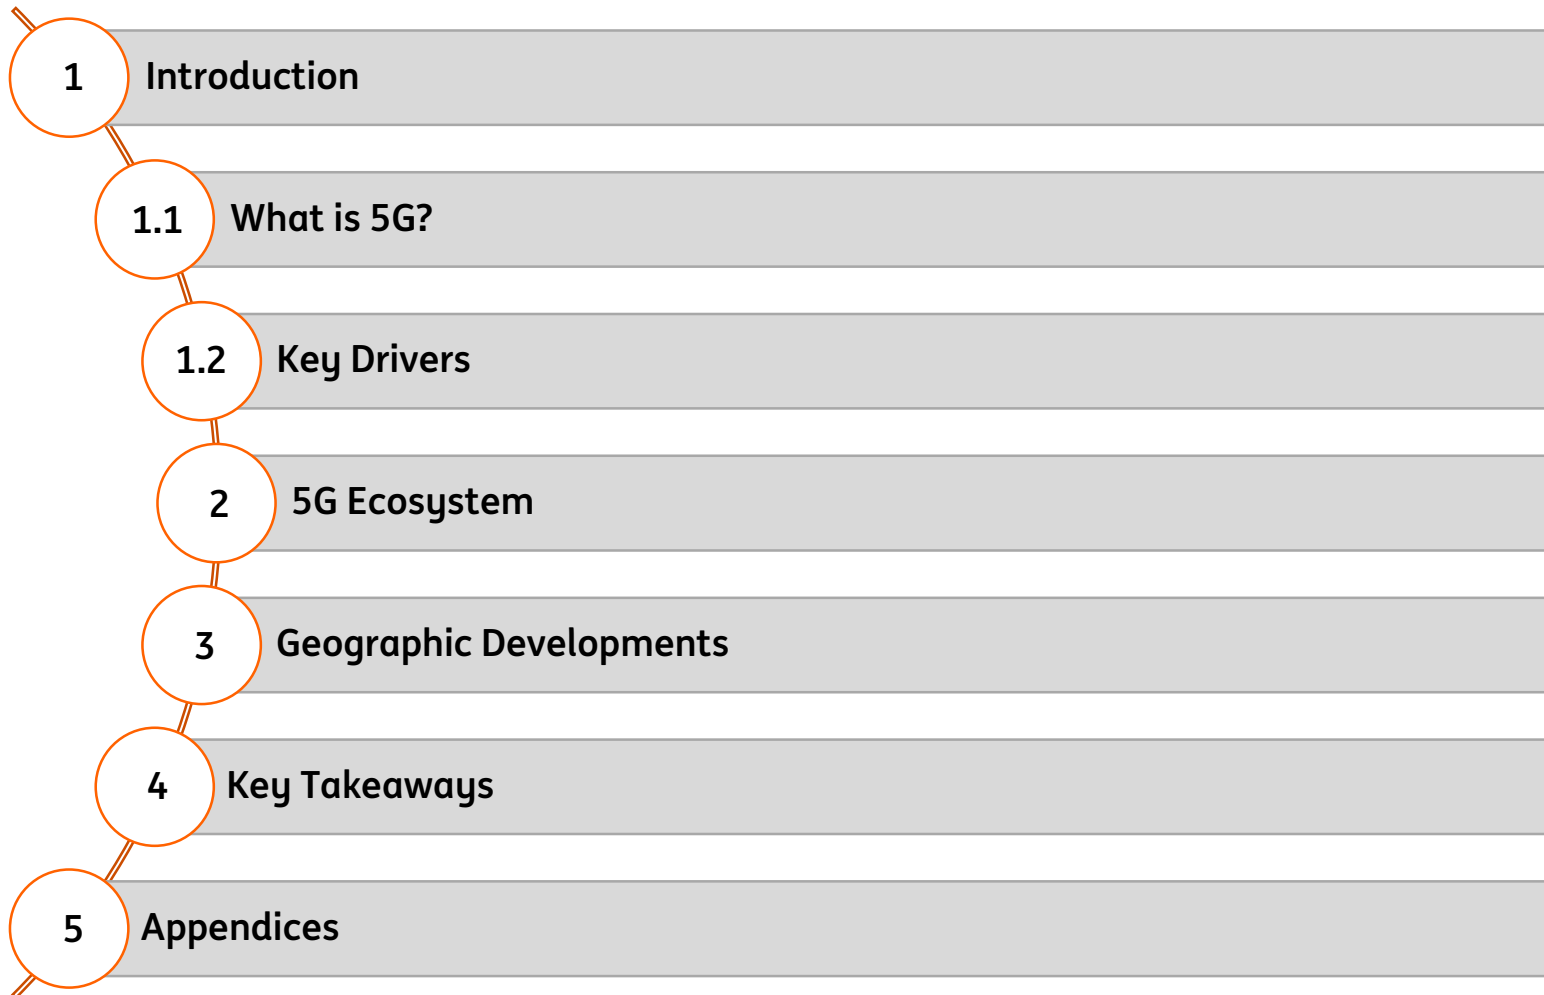 1 Introduction
1.1 What is 5G?
1.2 Key Drivers
2 5G Ecosystem
3 Geographic Developments
4 Key Takeaways
5 Appendices